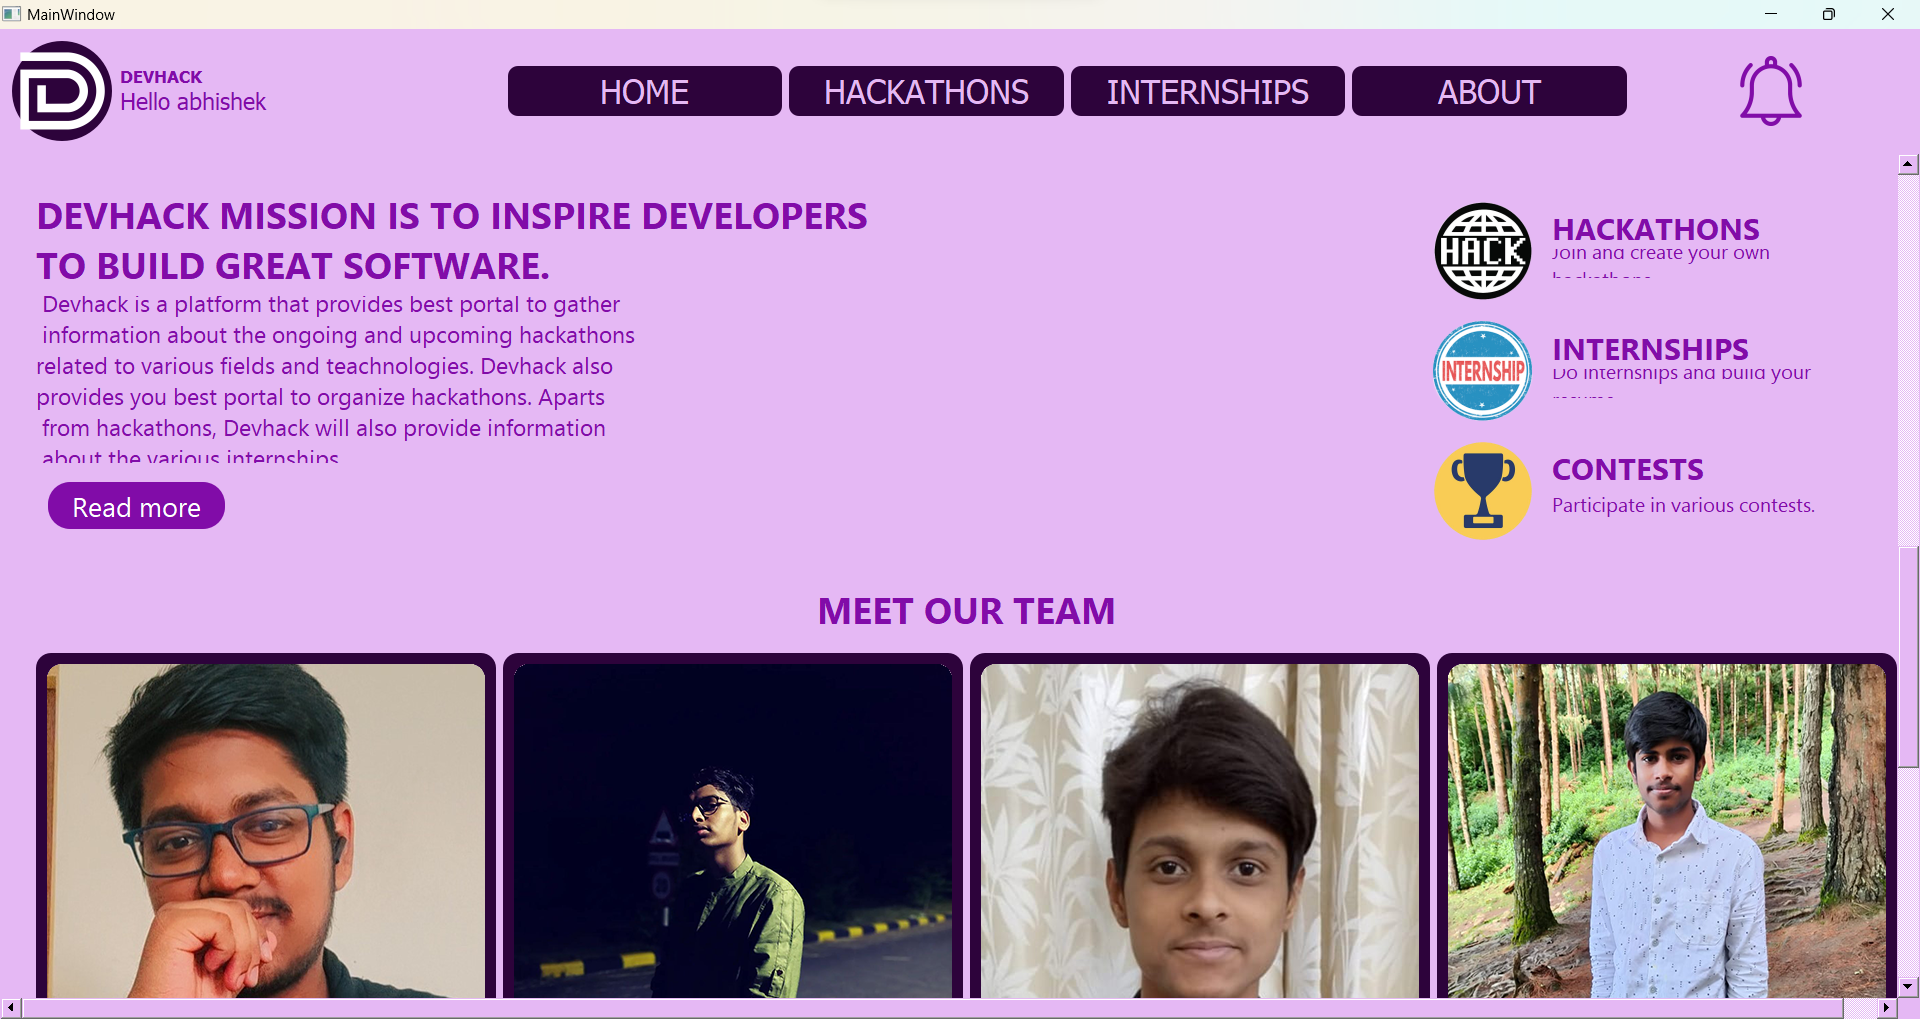 MainWindow
DEVHACK
Hello abhishek
HOME
HACKATHONS
INTERNSHIPS
ABOUT
DEVHACK MISSION IS TO INSPIRE DEVELOPERS
TO BUILD GREAT SOFTWARE.
Devhack is a platform that provides best portal to gather
information about the ongoing and upcoming hackathons
related to various fields and teachnologies. Devhack also
provides you best portal to organize hackathons. Aparts
from hackathons, Devhack will also provide information
about the various internships
Read more
HACK
HACKATHONS
Join and create your own
hackathons
INTERNSHIP
INTERNSHIPS
Do internships and build your
resume
CONTESTS
Participate in various contests.
MEET OUR TEAM